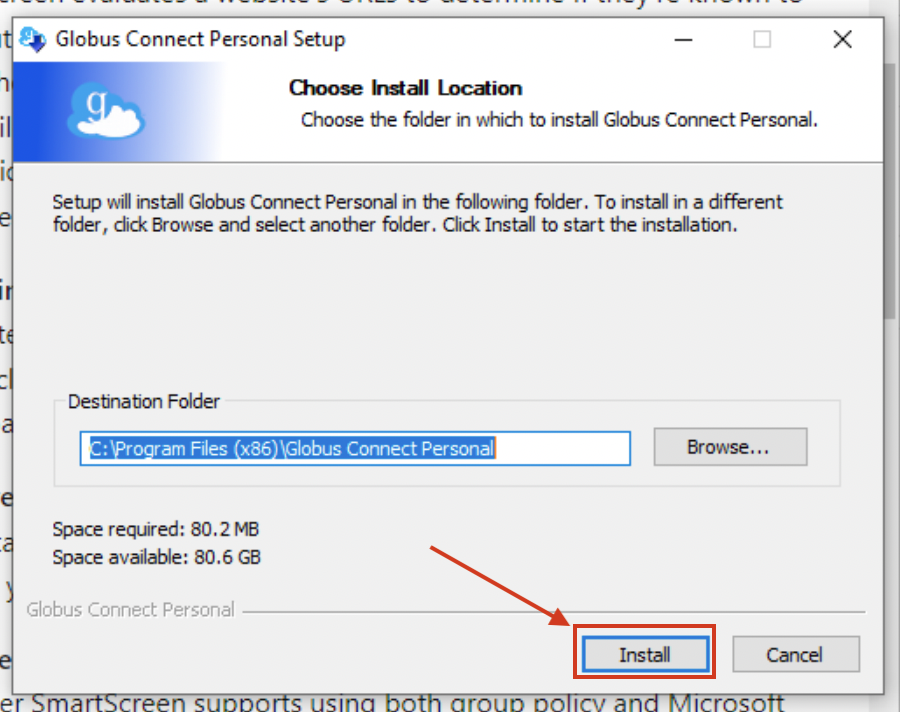 Globus Connect Personal Setup
g
Choose Install Location
Choose the folder in which to install Globus Connect Personal.
Setup will install Globus Connect Personal in the following folder. To install in a different
folder, click Browse and select another folder. Click Install to start the installation.
Destination Folder
C:\Program Files (x86)\Globus Connect Personal
Browse...
Space required: 80.2 MB
Space available: 80.6 GB
Globus Connect Personal
Install
Cancel
SmartScreen supports using both group policy and Microsoft